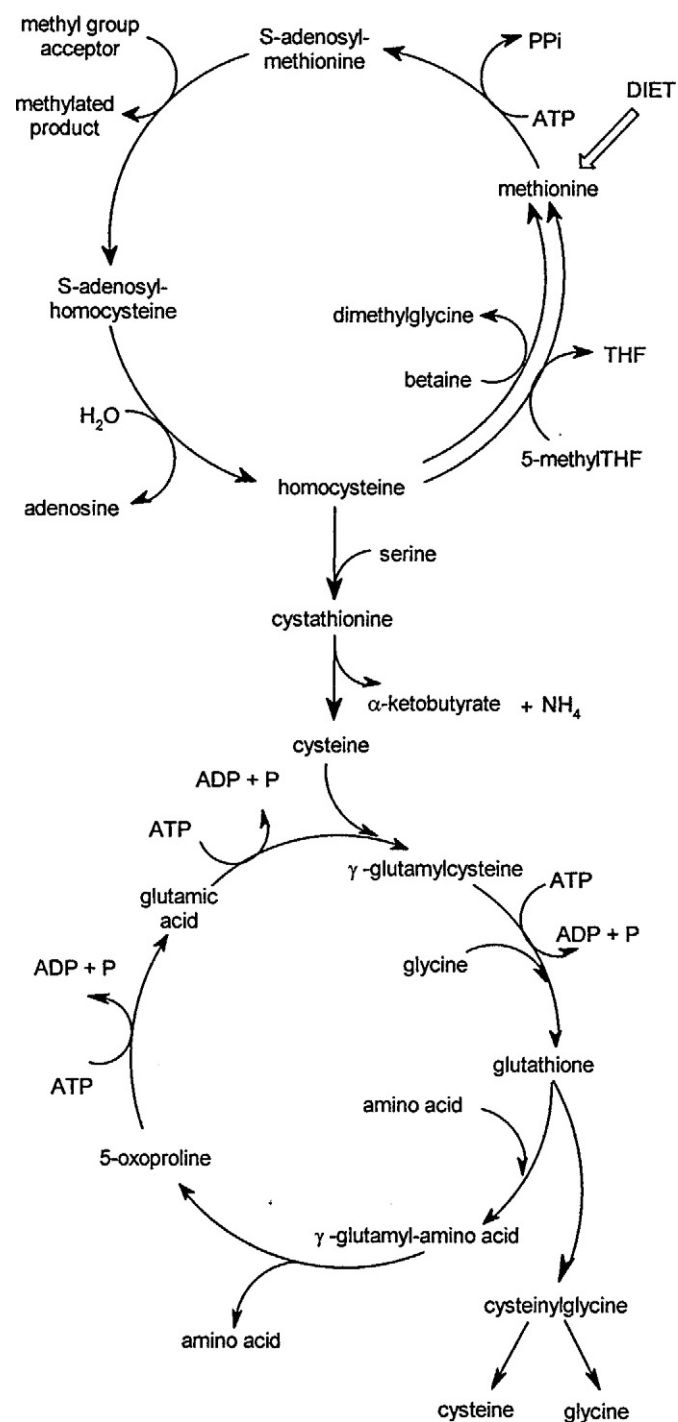 methyl group
acceptor
S-adenosyl-
methionine
PPi
DIET
methylated
product
ATP
methionine
S-adenosyl-
homocysteine
dimethylglycine
THF
betaine
H₂O
5-methylTHF
adenosine
homocysteine
serine
cystathionine
α-ketobutyrate + NH₄
cysteine
ADP + P
ATP
γ-glutamylcysteine
glutamic
acid
ATP
ADP + P
glycine
ADP + P
ATP
glutathione
amino acid
5-oxoproline
γ-glutamyl-amino acid
cysteinylglycine
amino acid
cysteine
glycine